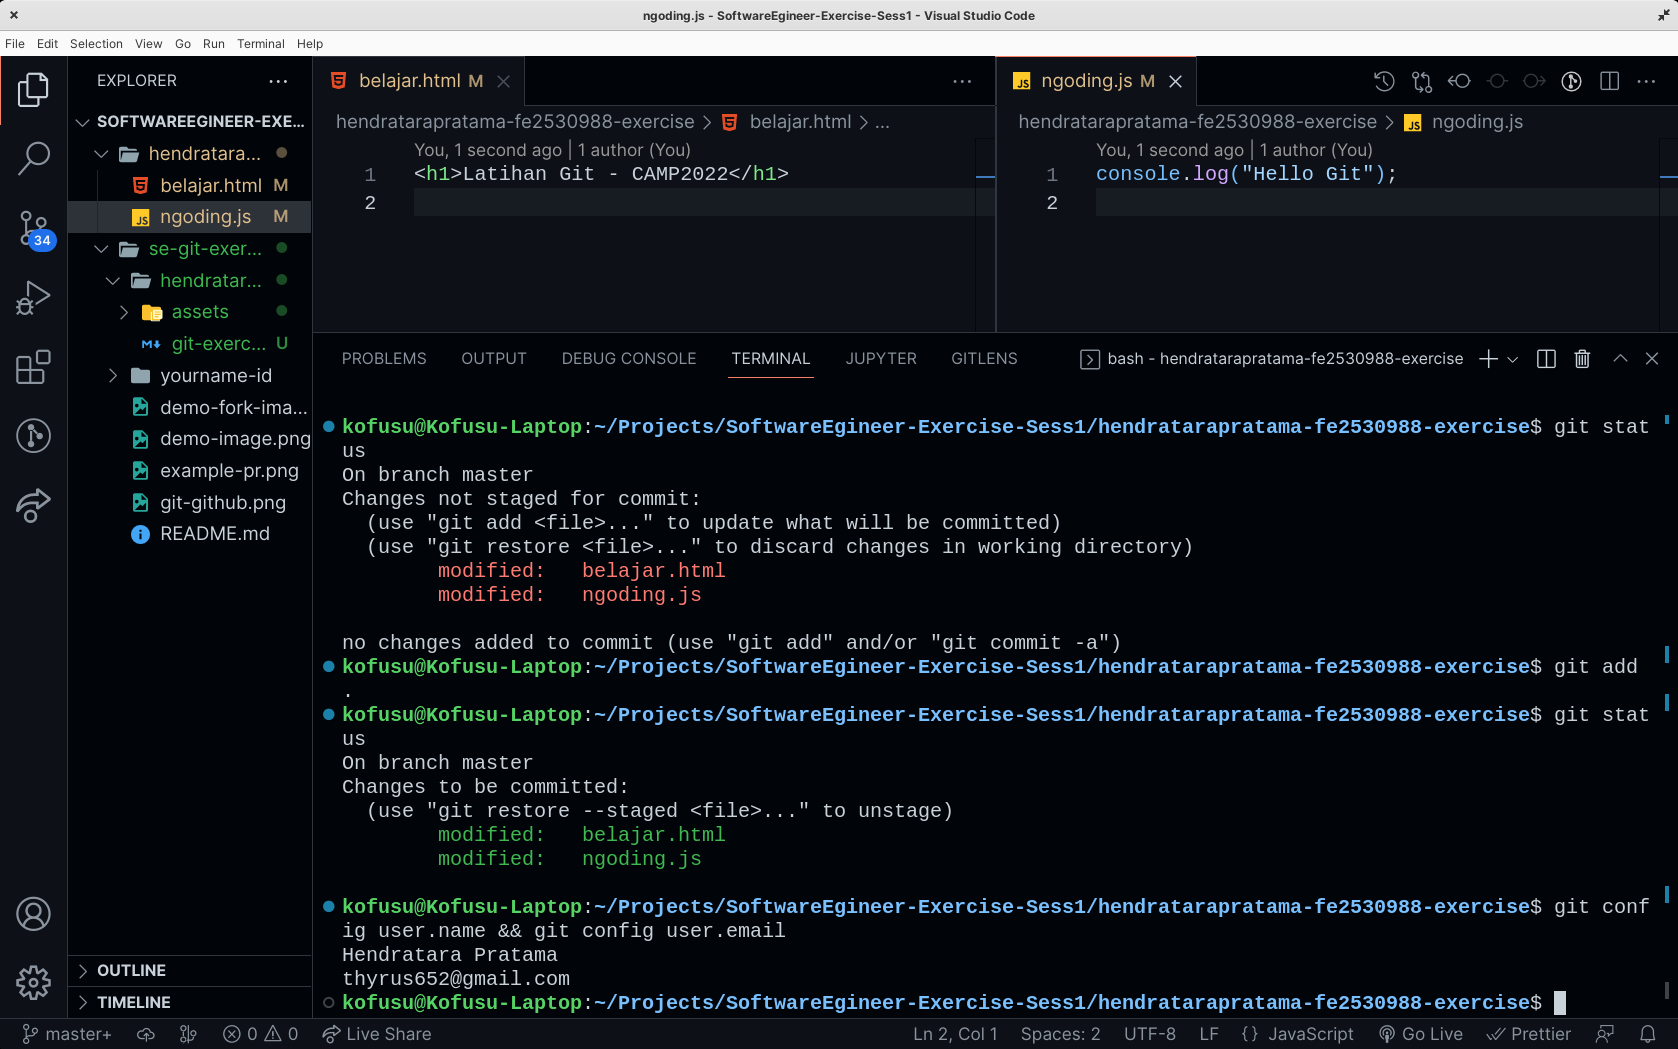 ngoding.js - SoftwareEgineer-Exercise-Sess1 - Visual Studio Code
File Edit Selection View Go Run Terminal Help
EXPLORER
SOFTWAREEGINEER-EXE...
hendratara...
belajar.html M
ngoding.js M
se-git-exer...
hendratar...
assets
git-exerc... U
yourname-id
demo-fork-ima...
demo-image.png
example-pr.png
git-github.png
README.md
OUTLINE
TIMELINE
34
belajar.html M
hendratarapratama-fe2530988-exercise > belajar.html > ...
You, 1 second ago | 1 author (You)
1 <h1>Latihan Git - CAMP2022</h1>
2
ngoding.js M
hendratarapratama-fe2530988-exercise > ngoding.js
You, 1 second ago | 1 author (You)
1 console.log("Hello Git");
2
PROBLEMS OUTPUT DEBUG CONSOLE TERMINAL JUPYTER GITLENS bash - hendratarapratama-fe2530988-exercise
kofusu@Kofusu-Laptop:~/Projects/SoftwareEgineer-Exercise-Sess1/hendratarapratama-fe2530988-exercise$ git stat
us
On branch master
Changes not staged for commit:
(use "git add <file>..." to update what will be committed)
(use "git restore <file>..." to discard changes in working directory)
modified: belajar.html
modified: ngoding.js
no changes added to commit (use "git add" and/or "git commit -a")
kofusu@Kofusu-Laptop:~/Projects/SoftwareEgineer-Exercise-Sess1/hendratarapratama-fe2530988-exercise$ git add
.
kofusu@Kofusu-Laptop:~/Projects/SoftwareEgineer-Exercise-Sess1/hendratarapratama-fe2530988-exercise$ git stat
us
On branch master
Changes to be committed:
(use "git restore --staged <file>..." to unstage)
modified: belajar.html
modified: ngoding.js
kofusu@Kofusu-Laptop:~/Projects/SoftwareEgineer-Exercise-Sess1/hendratarapratama-fe2530988-exercise$ git conf
ig user.name && git config user.email
Hendratara Pratama
thyrus652@gmail.com
kofusu@Kofusu-Laptop:~/Projects/SoftwareEgineer-Exercise-Sess1/hendratarapratama-fe2530988-exercise$
master+ 0 0 Live Share Ln 2, Col 1 Spaces: 2 UTF-8 LF {} JavaScript Go Live Prettier